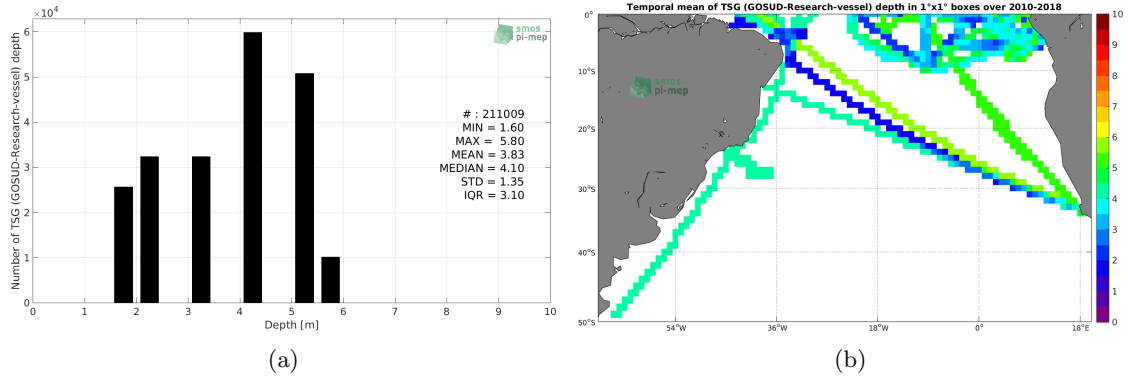 ×10⁴
6
5
4
3
2
1
0
Number of TSG (GOSUD-Research-vessel) depth
smos
pi-mep
# : 211009
MIN = 1.60
MAX = 5.80
MEAN = 3.83
MEDIAN = 4.10
STD = 1.35
IQR = 3.10
0 1 2 3 4 5 6 7 8 9 10
Depth [m]
(a)
Temporal mean of TSG (GOSUD-Research-vessel) depth in 1°x1° boxes over 2010-2018
0°
10°S
20°S
30°S
40°S
50°S
smos
pi-mep
54°W 36°W 18°W 0° 18°E
10
9
8
7
6
5
4
3
2
1
0
(b)